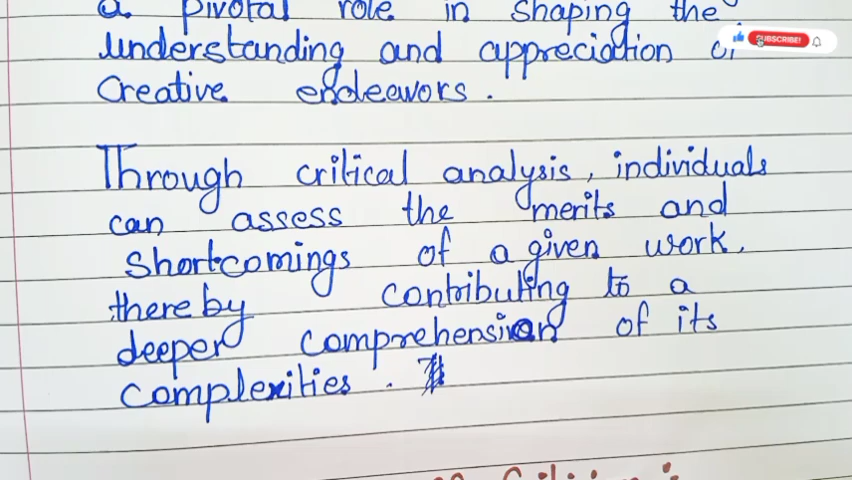 a pivotal role in shaping the
understanding and appreciation of
SUBSCRIBE!
Creative endeavors.
Through critical analysis, individuals
can assess the merits and
Shortcomings of a given work,
thereby contributing to a
deeper comprehension of its
complexities.